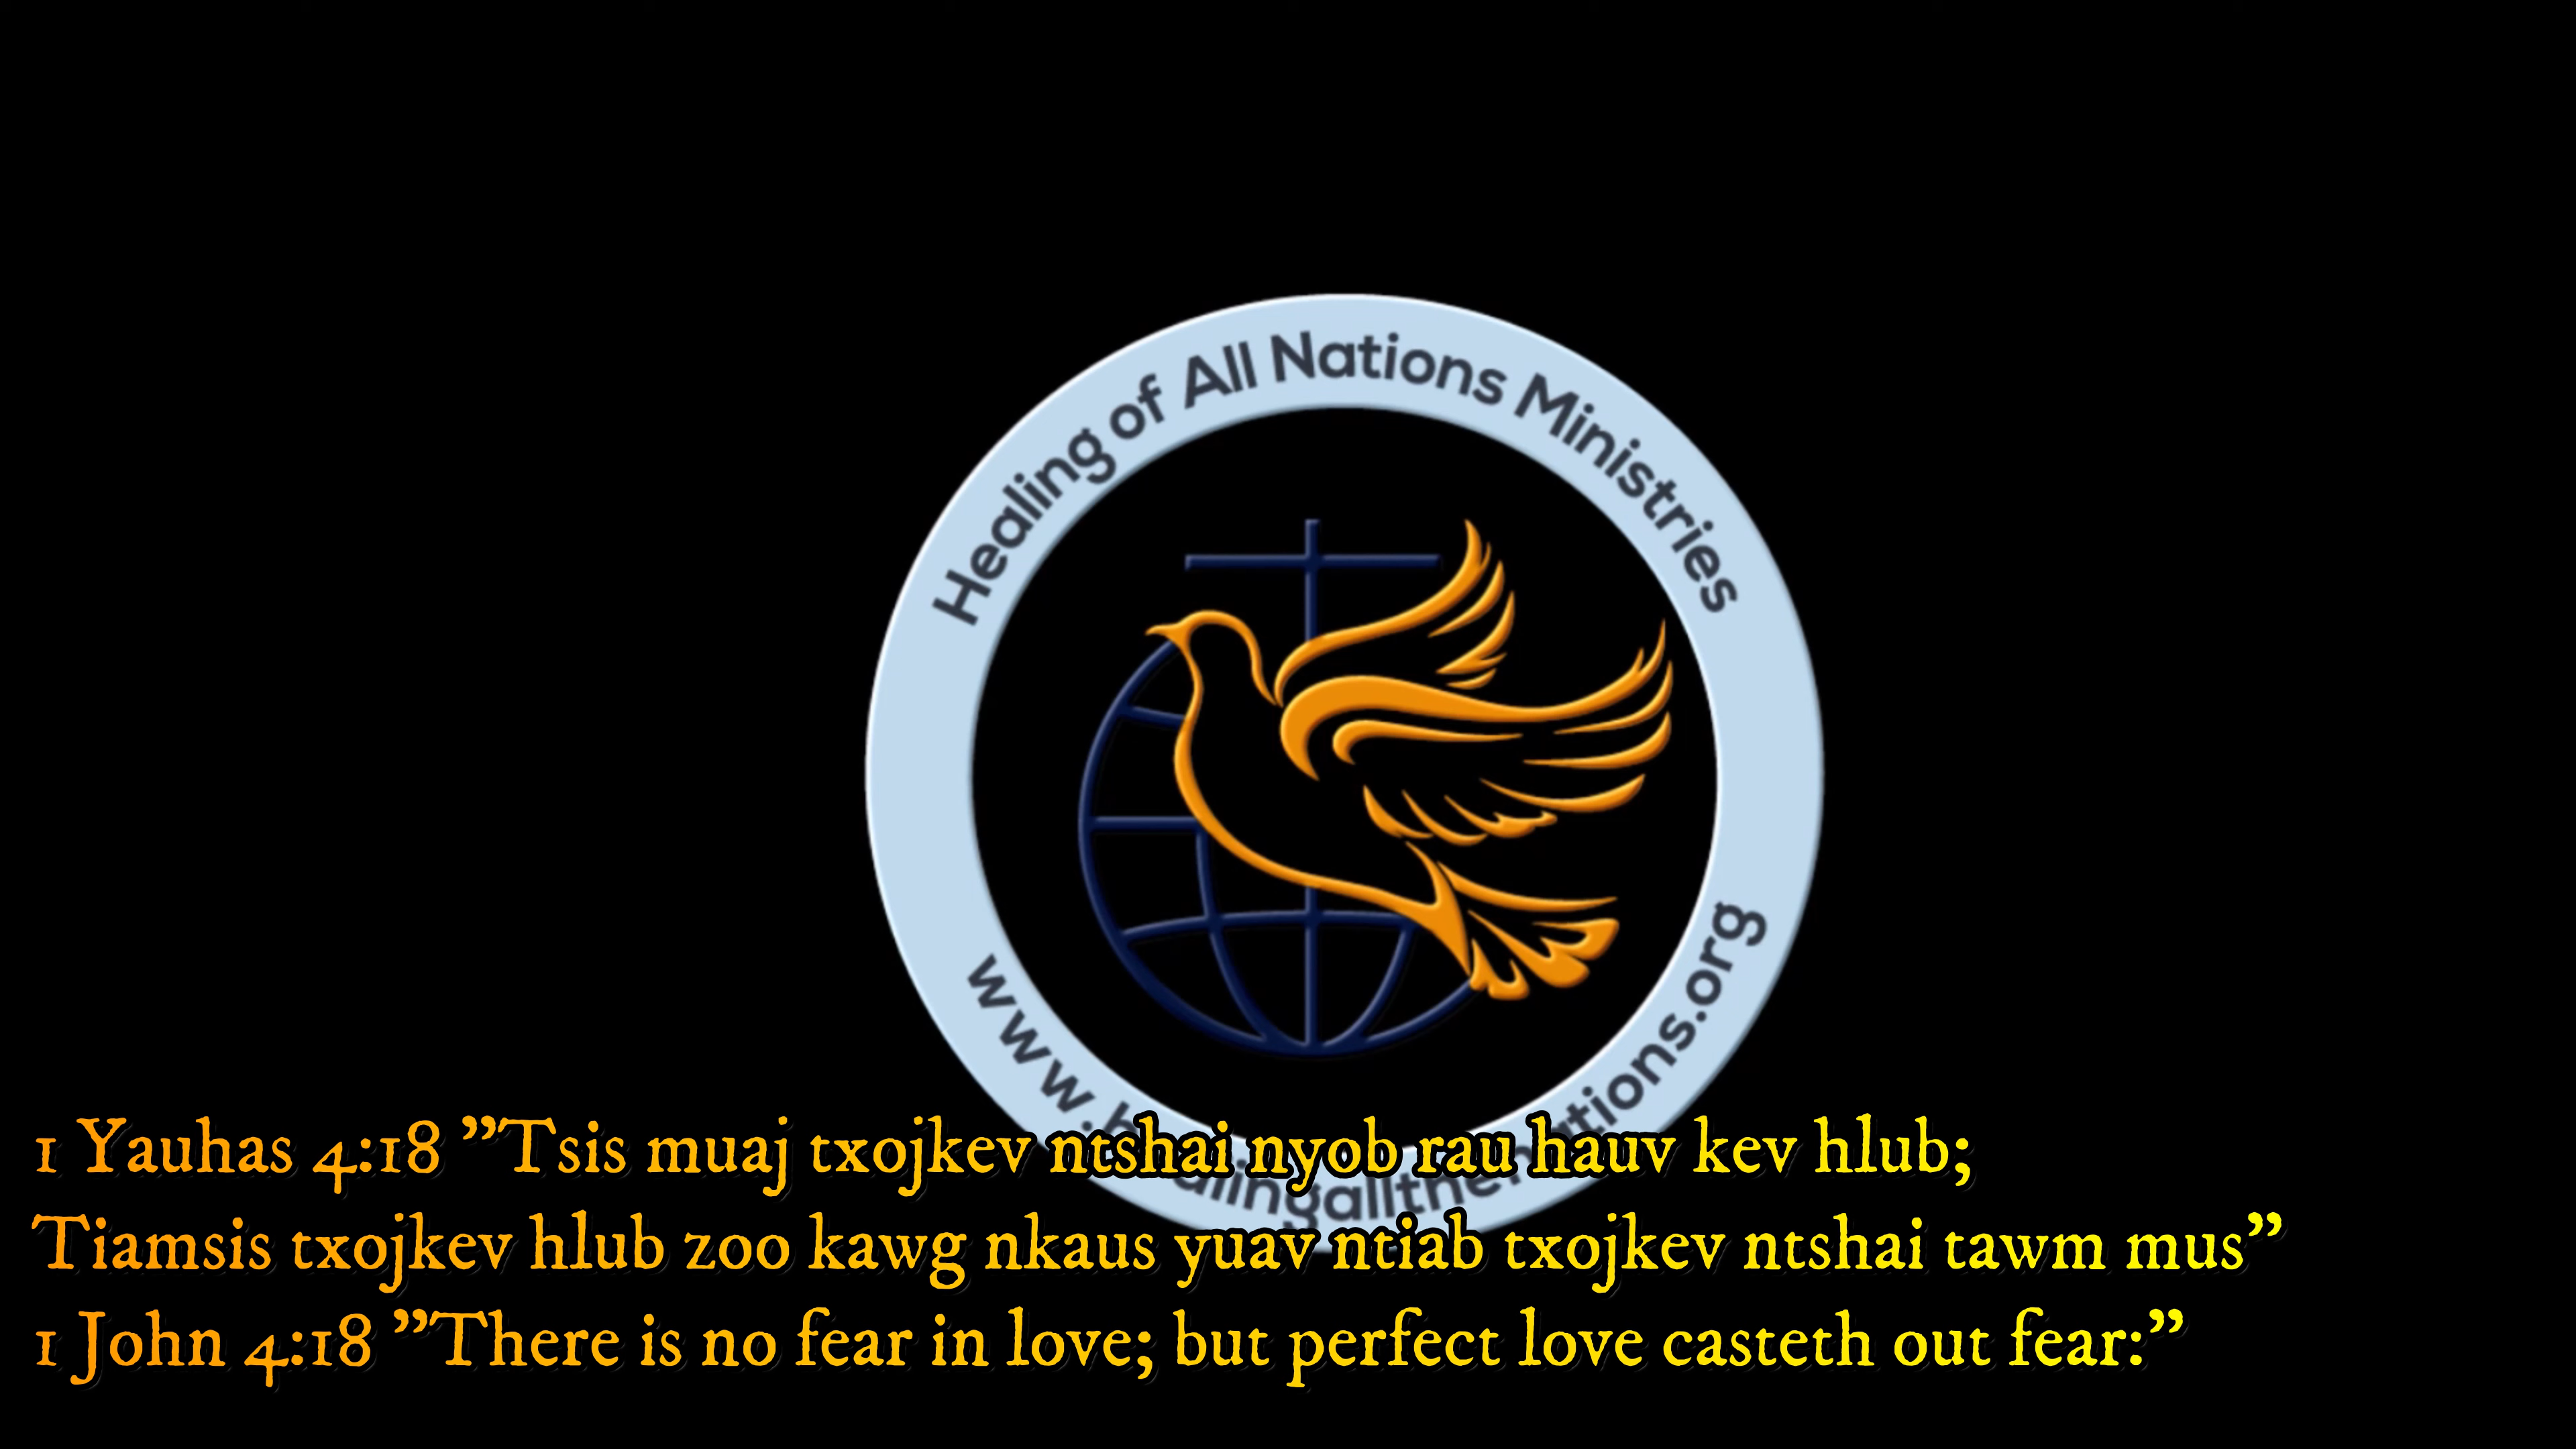 Healing of All Nations Ministries
www.healingallthenations.org
1 Yauhas 4:18 ”Tsis muaj txojkev ntshai nyob rau hauv kev hlub;
Tiamsis txojkev hlub zoo kawg nkaus yuav ntiab txojkev ntshai tawm mus”
1 John 4:18 ”There is no fear in love; but perfect love casteth out fear:”